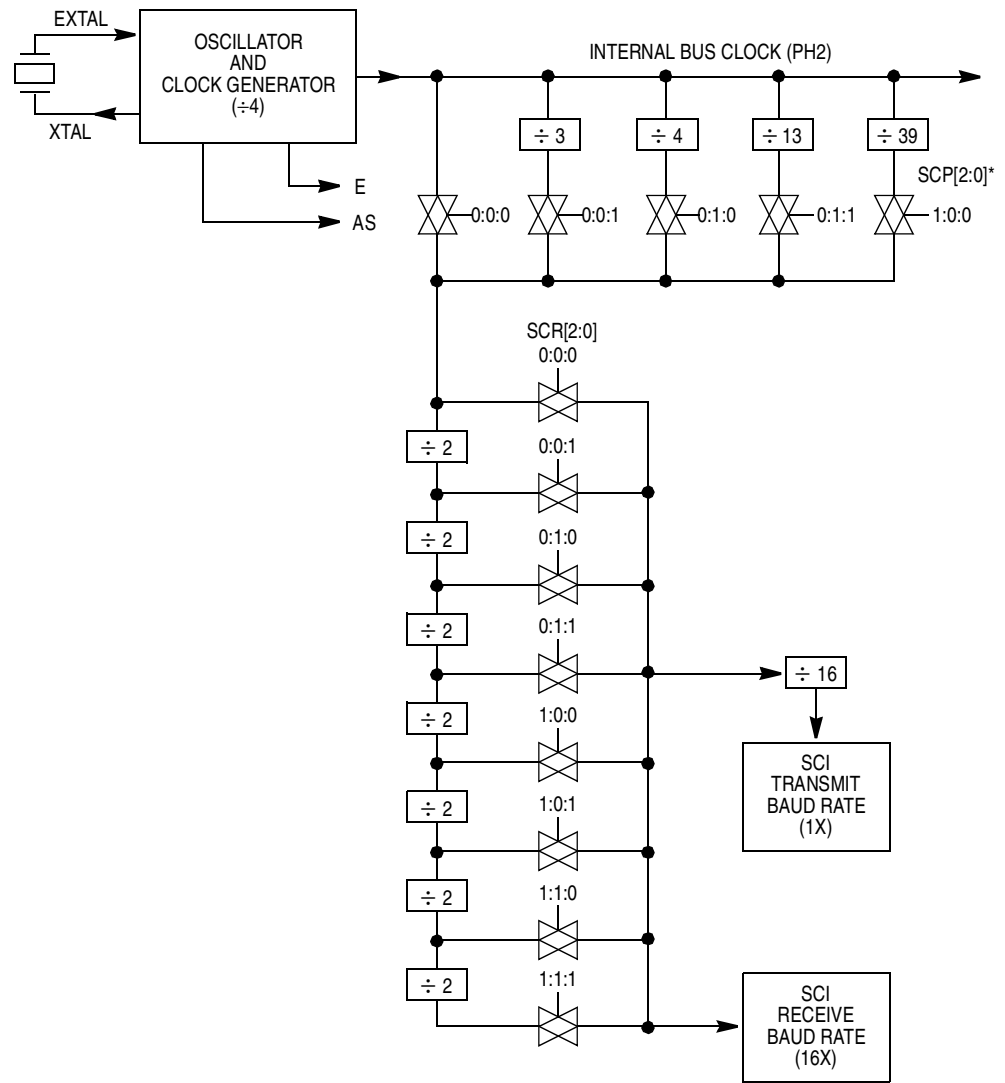 EXTAL
OSCILLATOR
AND
CLOCK GENERATOR
(÷4)
XTAL
E
AS
INTERNAL BUS CLOCK (PH2)
÷ 3
÷ 4
÷ 13
÷ 39
SCP[2:0]*
0:0:0
0:0:1
0:1:0
0:1:1
1:0:0
SCR[2:0]
0:0:0
÷ 2
0:0:1
÷ 2
0:1:0
÷ 2
0:1:1
÷ 16
÷ 2
1:0:0
SCI
TRANSMIT
BAUD RATE
(1X)
÷ 2
1:0:1
÷ 2
1:1:0
÷ 2
1:1:1
SCI
RECEIVE
BAUD RATE
(16X)